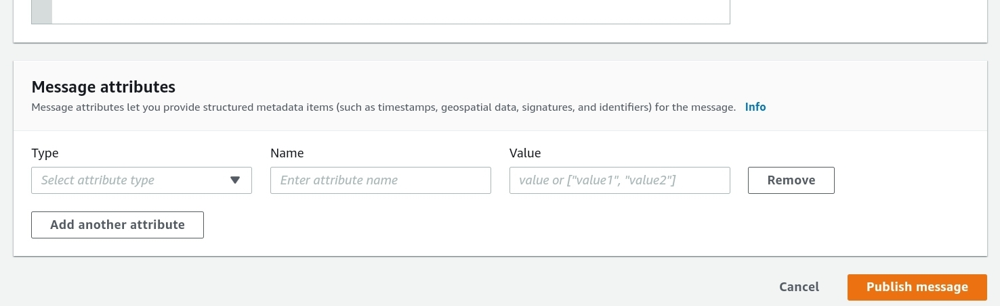 Message attributes
Message attributes let you provide structured metadata items (such as timestamps, geospatial data, signatures, and identifiers) for the message. Info
Type Name Value
Select attribute type Enter attribute name value or ["value1", "value2"] Remove
Add another attribute
Cancel Publish message